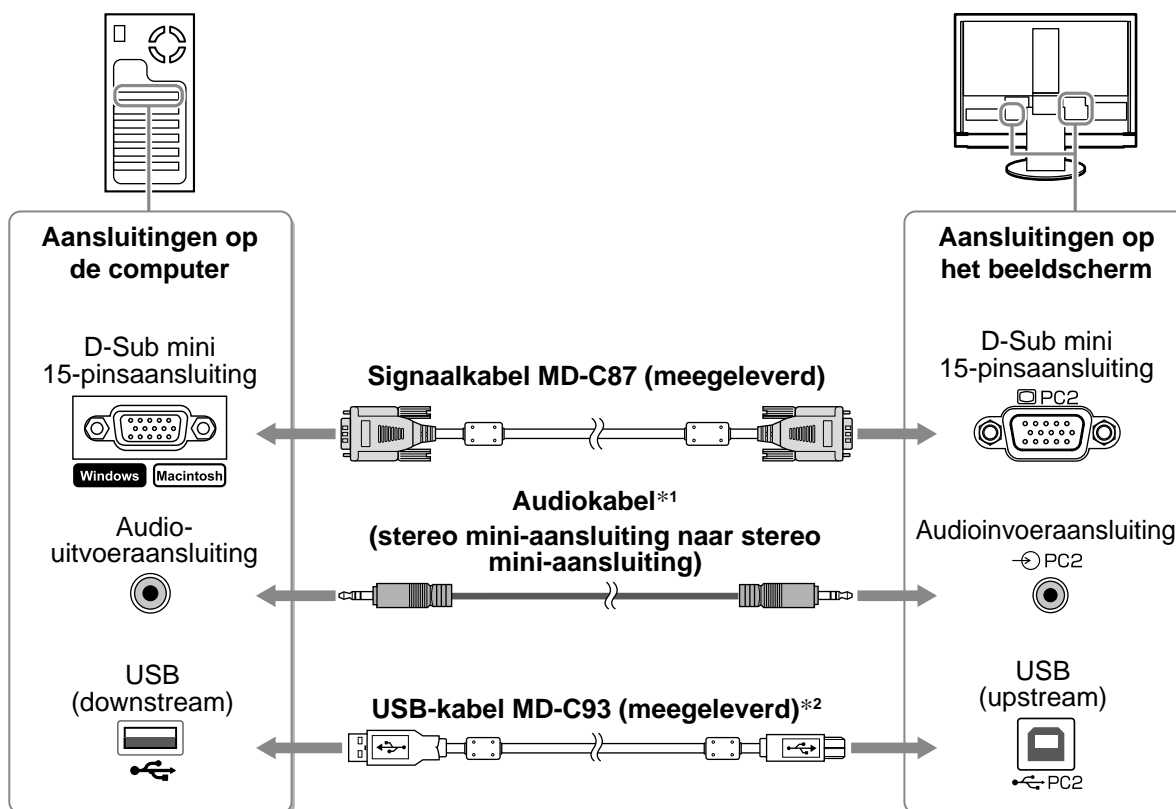 Aansluitingen op
de computer
D-Sub mini
15-pinsaansluiting
Windows Macintosh
Audio-
uitvoeraansluiting
USB
(downstream)
Signaalkabel MD-C87 (meegeleverd)
Audiokabel*1
(stereo mini-aansluiting naar stereo
mini-aansluiting)
USB-kabel MD-C93 (meegeleverd)*2
Aansluitingen op
het beeldscherm
D-Sub mini
15-pinsaansluiting
PC2
Audioinvoeraansluiting
PC2
USB
(upstream)
PC2